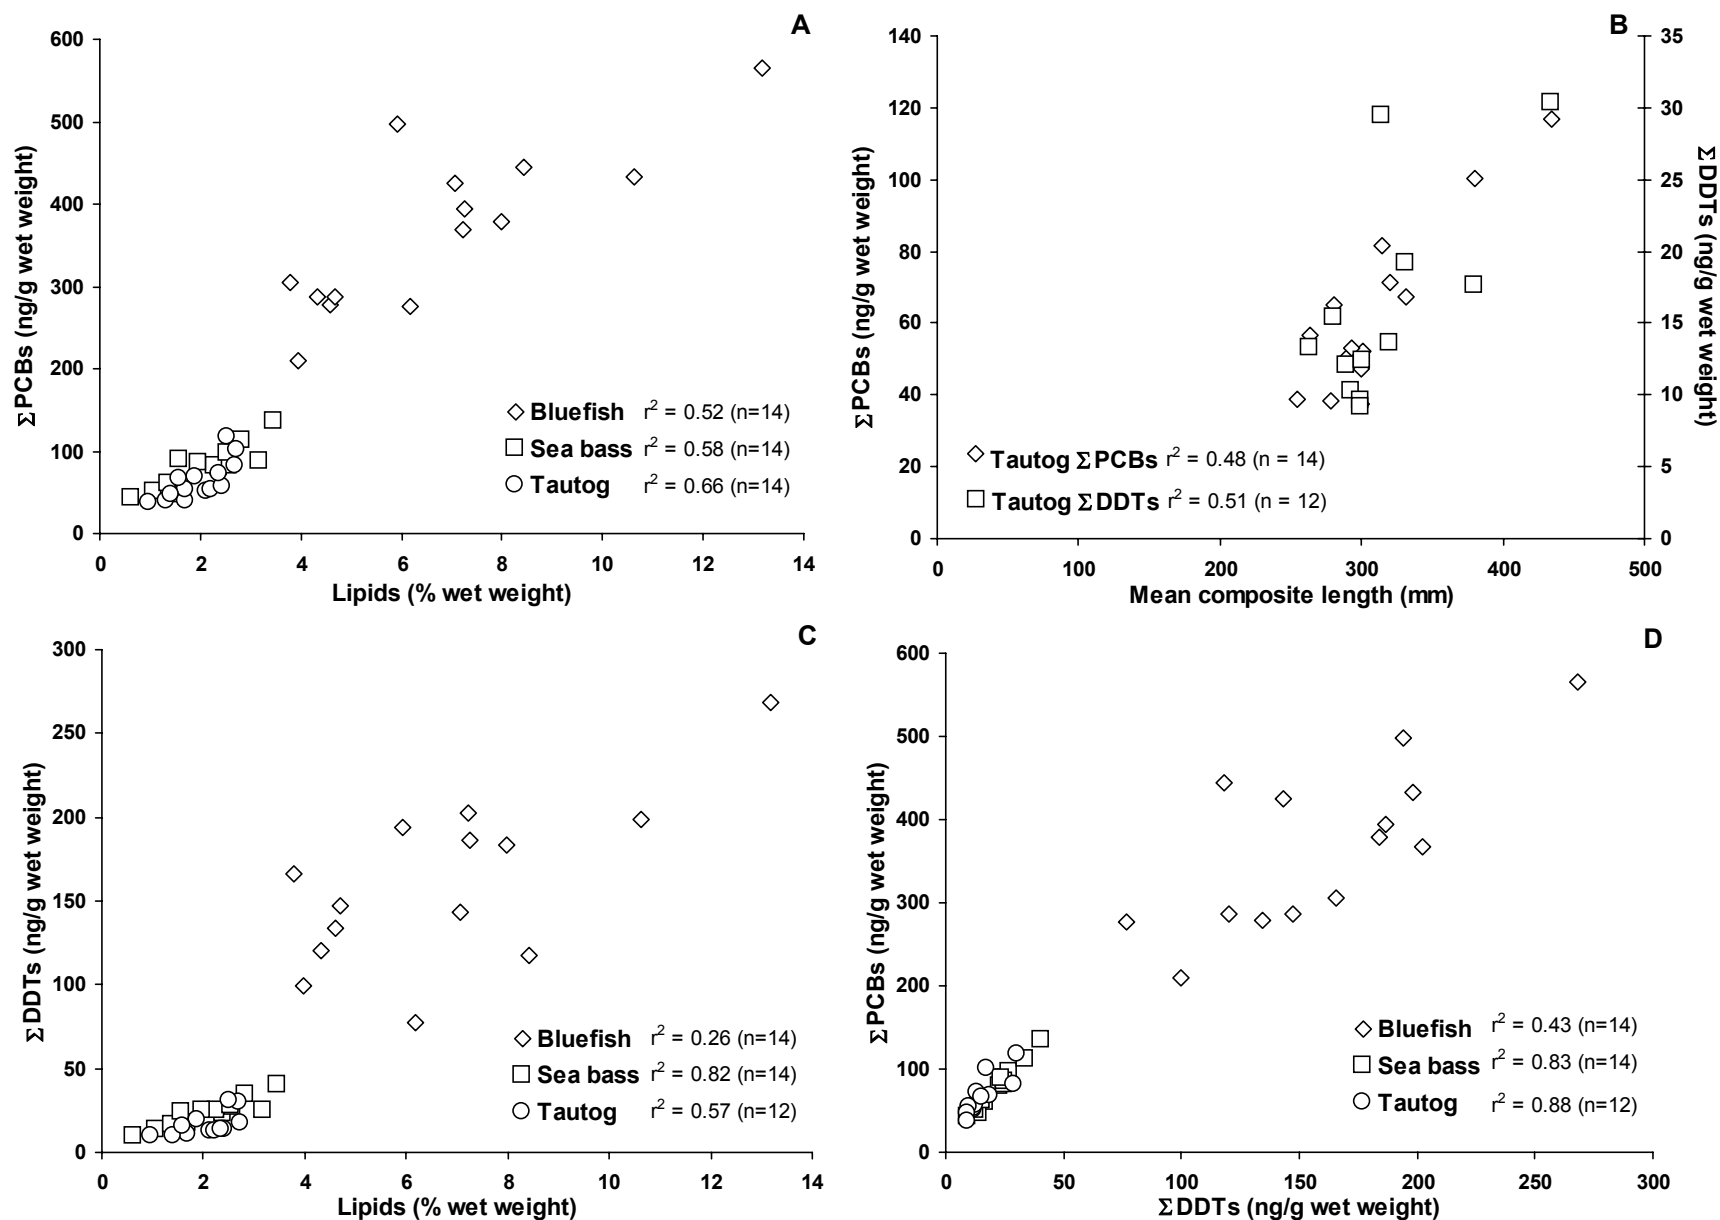 A
600
500
400
300
200
100
0
ΣPCBs (ng/g wet weight)
Bluefish r² = 0.52 (n=14)
Sea bass r² = 0.58 (n=14)
Tautog r² = 0.66 (n=14)
0 2 4 6 8 10 12 14
Lipids (% wet weight)
B
140
120
100
80
60
40
20
0
ΣPCBs (ng/g wet weight)
35
30
25
20
15
10
5
0
ΣDDTs (ng/g wet weight)
Tautog ΣPCBs r² = 0.48 (n = 14)
Tautog ΣDDTs r² = 0.51 (n = 12)
0 100 200 300 400 500
Mean composite length (mm)
C
300
250
200
150
100
50
0
ΣDDTs (ng/g wet weight)
Bluefish r² = 0.26 (n=14)
Sea bass r² = 0.82 (n=14)
Tautog r² = 0.57 (n=12)
0 2 4 6 8 10 12 14
Lipids (% wet weight)
D
600
500
400
300
200
100
0
ΣPCBs (ng/g wet weight)
Bluefish r² = 0.43 (n=14)
Sea bass r² = 0.83 (n=14)
Tautog r² = 0.88 (n=12)
0 50 100 150 200 250 300
ΣDDTs (ng/g wet weight)